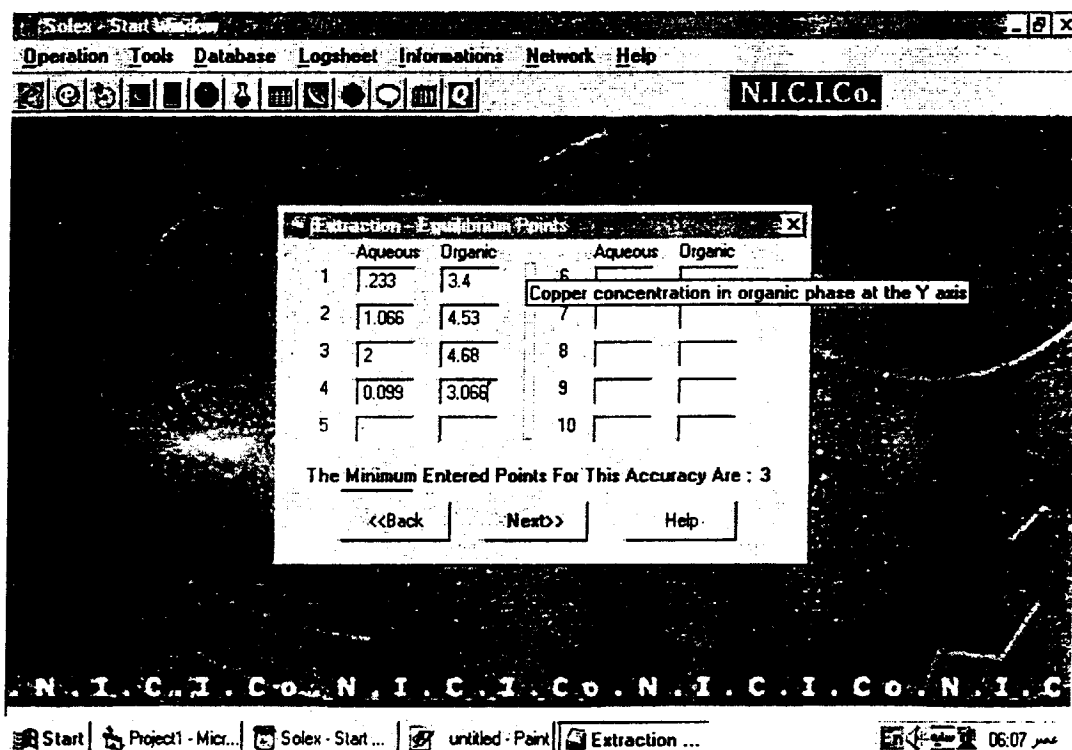 Solex - Start Window
Operation Tools Database Logsheet Informations Network Help
N.I.C.I.Co.
Extraction - Equilibrium Points
Aqueous Organic Aqueous Organic
1 .233 3.4 6
Copper concentration in organic phase at the Y axis
2 1.066 4.53 7
3 2 4.68 8
4 0.099 3.066 9
5 10
The Minimum Entered Points For This Accuracy Are : 3
<<Back Next>> Help
. N . I . C . I . C o . N . I . C . I . C o . N . I . C . I . C o . N . I . C
Start Project1 - Micr... Solex - Start ... untitled - Paint Extraction ... En 06:07 عصر